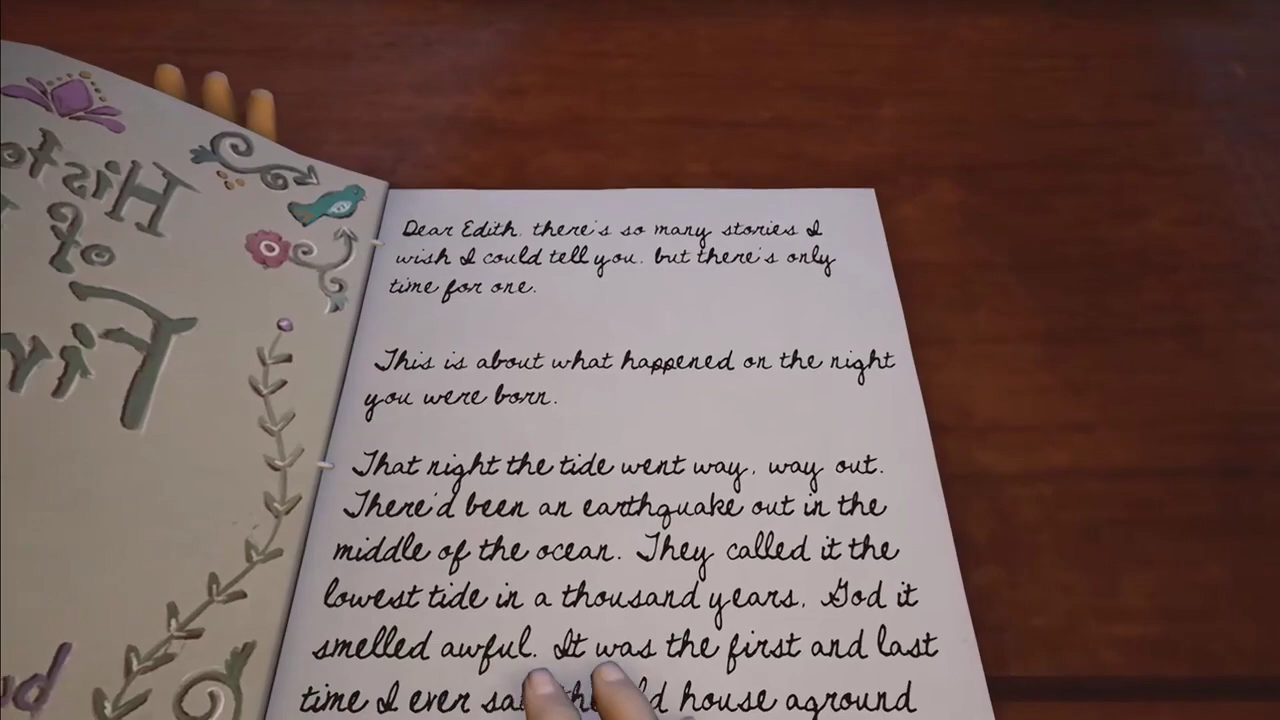 Histo
of
Fin
Dear Edith, there's so many stories I
wish I could tell you, but there's only
time for one.
This is about what happened on the night
you were born.
That night the tide went way, way out.
There'd been an earthquake out in the
middle of the ocean. They called it the
lowest tide in a thousand years. God it
smelled awful. It was the first and last
time I ever house aground